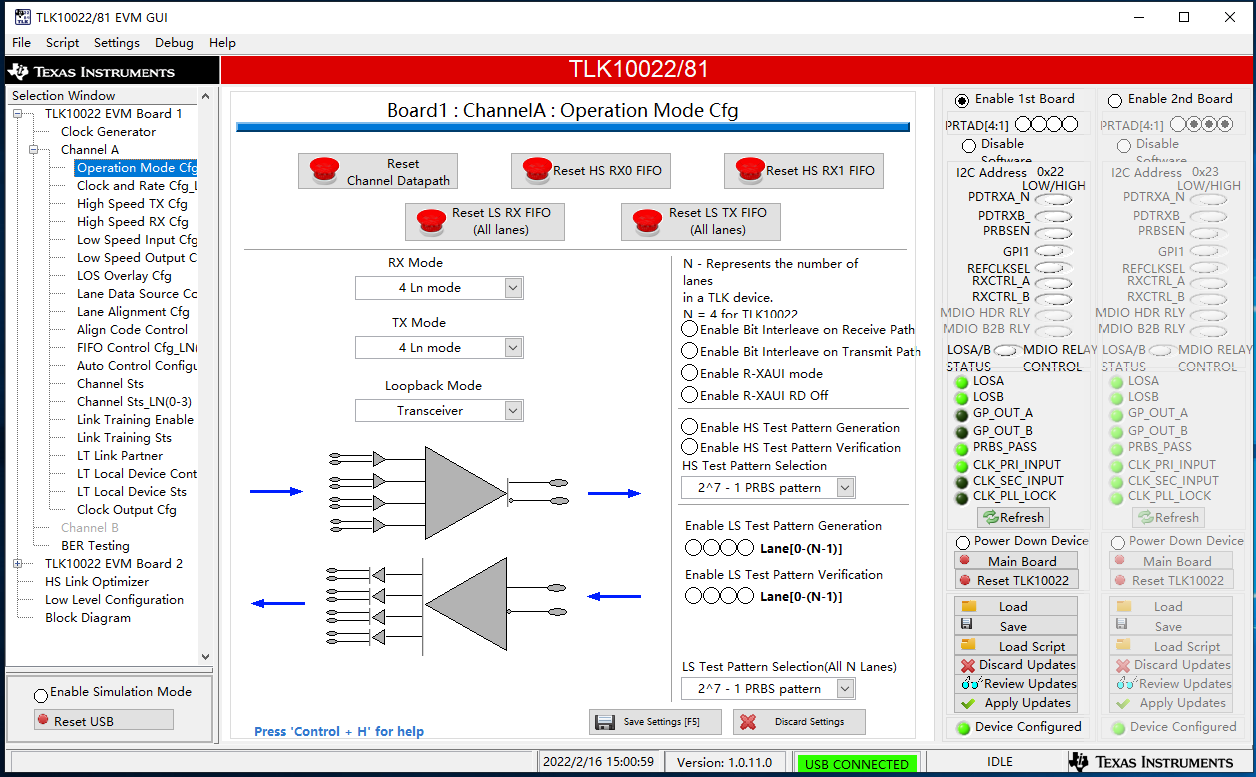 TLK10022/81 EVM GUI
File Script Settings Debug Help
TEXAS INSTRUMENTS
TLK10022/81
Selection Window
TLK10022 EVM Board 1
Clock Generator
Channel A
Operation Mode Cfg
Clock and Rate Cfg_L
High Speed TX Cfg
High Speed RX Cfg
Low Speed Input Cfg
Low Speed Output C
LOS Overlay Cfg
Lane Data Source Co
Lane Alignment Cfg
Align Code Control
FIFO Control Cfg_LN(
Auto Control Configu
Channel Sts
Channel Sts_LN(0-3)
Link Training Enable
Link Training Sts
LT Link Partner
LT Local Device Cont
LT Local Device Sts
Clock Output Cfg
Channel B
BER Testing
TLK10022 EVM Board 2
HS Link Optimizer
Low Level Configuration
Block Diagram
Enable Simulation Mode
Reset USB
Board1 : ChannelA : Operation Mode Cfg
Reset
Channel Datapath
Reset HS RX0 FIFO
Reset HS RX1 FIFO
Reset LS RX FIFO
(All lanes)
Reset LS TX FIFO
(All lanes)
RX Mode
4 Ln mode
TX Mode
4 Ln mode
Loopback Mode
Transceiver
N - Represents the number of
lanes
in a TLK device.
N = 4 for TLK10022
Enable Bit Interleave on Receive Path
Enable Bit Interleave on Transmit Path
Enable R-XAUI mode
Enable R-XAUI RD Off
Enable HS Test Pattern Generation
Enable HS Test Pattern Verification
HS Test Pattern Selection
2^7 - 1 PRBS pattern
Enable LS Test Pattern Generation
Lane[0-(N-1)]
Enable LS Test Pattern Verification
Lane[0-(N-1)]
LS Test Pattern Selection(All N Lanes)
2^7 - 1 PRBS pattern
Press 'Control + H' for help
Save Settings [F5]
Discard Settings
Enable 1st Board
PRTAD[4:1]
Disable
Software
I2C Address 0x22
LOW/HIGH
PDTRXA_N
PDTRXB_
PRBSEN
GPI1
REFCLKSEL
RXCTRL_A
RXCTRL_B
MDIO HDR RLY
MDIO B2B RLY
LOSA/B MDIO RELAY
STATUS CONTROL
LOSA
LOSB
GP_OUT_A
GP_OUT_B
PRBS_PASS
CLK_PRI_INPUT
CLK_SEC_INPUT
CLK_PLL_LOCK
Refresh
Power Down Device
Main Board
Reset TLK10022
Load
Save
Load Script
Discard Updates
Review Updates
Apply Updates
Device Configured
Enable 2nd Board
PRTAD[4:1]
Disable
Software
I2C Address 0x23
LOW/HIGH
PDTRXA_N
PDTRXB_
PRBSEN
GPI1
REFCLKSEL
RXCTRL_A
RXCTRL_B
MDIO HDR RLY
MDIO B2B RLY
LOSA/B MDIO RELAY
STATUS CONTROL
LOSA
LOSB
GP_OUT_A
GP_OUT_B
PRBS_PASS
CLK_PRI_INPUT
CLK_SEC_INPUT
CLK_PLL_LOCK
Refresh
Power Down Device
Main Board
Reset TLK10022
Load
Save
Load Script
Discard Updates
Review Updates
Apply Updates
Device Configured
2022/2/16 15:00:59 Version: 1.0.11.0 USB CONNECTED IDLE TEXAS INSTRUMENTS